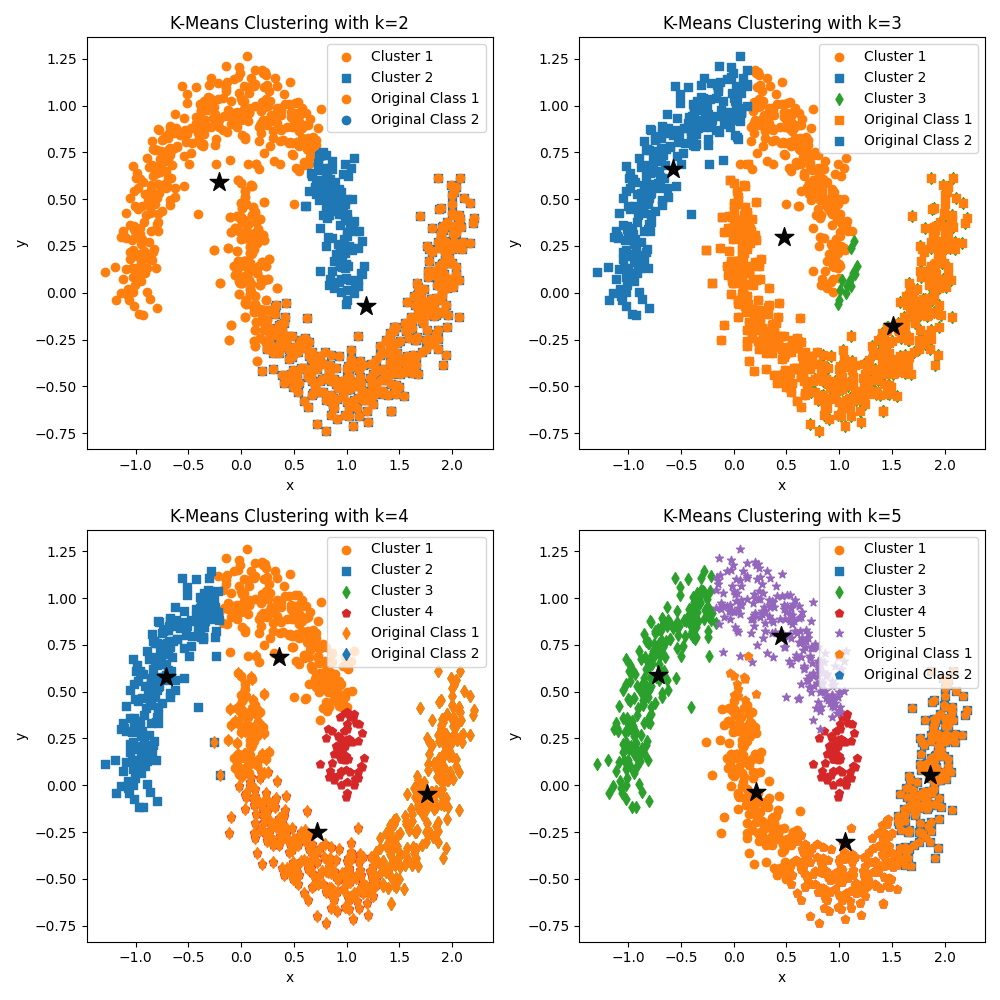 K-Means Clustering with k=2
1.25
1.00
0.75
0.50
0.25
0.00
−0.25
−0.50
−0.75
y
Cluster 1
Cluster 2
Original Class 1
Original Class 2
−1.0 −0.5 0.0 0.5 1.0 1.5 2.0
x
K-Means Clustering with k=3
1.25
1.00
0.75
0.50
0.25
0.00
−0.25
−0.50
−0.75
y
Cluster 1
Cluster 2
Cluster 3
Original Class 1
Original Class 2
−1.0 −0.5 0.0 0.5 1.0 1.5 2.0
x
K-Means Clustering with k=4
1.25
1.00
0.75
0.50
0.25
0.00
−0.25
−0.50
−0.75
y
Cluster 1
Cluster 2
Cluster 3
Cluster 4
Original Class 1
Original Class 2
−1.0 −0.5 0.0 0.5 1.0 1.5 2.0
x
K-Means Clustering with k=5
1.25
1.00
0.75
0.50
0.25
0.00
−0.25
−0.50
−0.75
y
Cluster 1
Cluster 2
Cluster 3
Cluster 4
Cluster 5
Original Class 1
Original Class 2
−1.0 −0.5 0.0 0.5 1.0 1.5 2.0
x